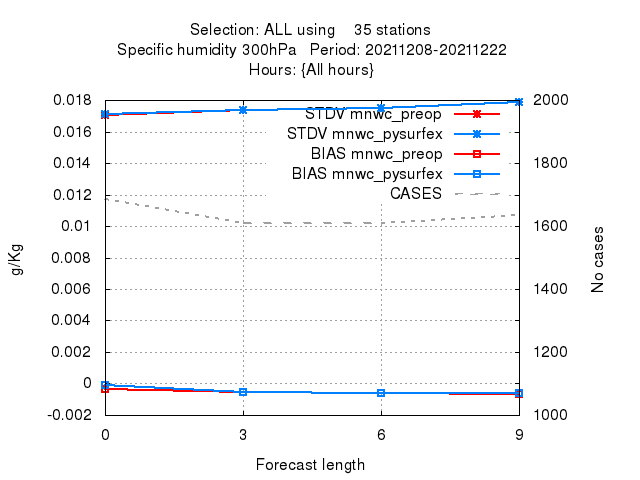 Selection: ALL using 35 stations
Specific humidity 300hPa Period: 20211208-20211222
Hours: {All hours}
0.018
0.016
0.014
0.012
0.01
0.008
0.006
0.004
0.002
0
-0.002
g/Kg
STDV mnwc_preop
STDV mnwc_pysurfex
BIAS mnwc_preop
BIAS mnwc_pysurfex
CASES
2000
1800
1600
1400
1200
1000
No cases
0 3 6 9
Forecast length